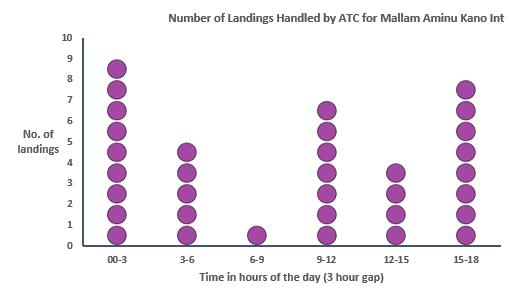 Number of Landings Handled by ATC for Mallam Aminu Kano Int
10
9
8
7
6
5
4
3
2
1
0
No. of
landings
00-3 3-6 6-9 9-12 12-15 15-18
Time in hours of the day (3 hour gap)